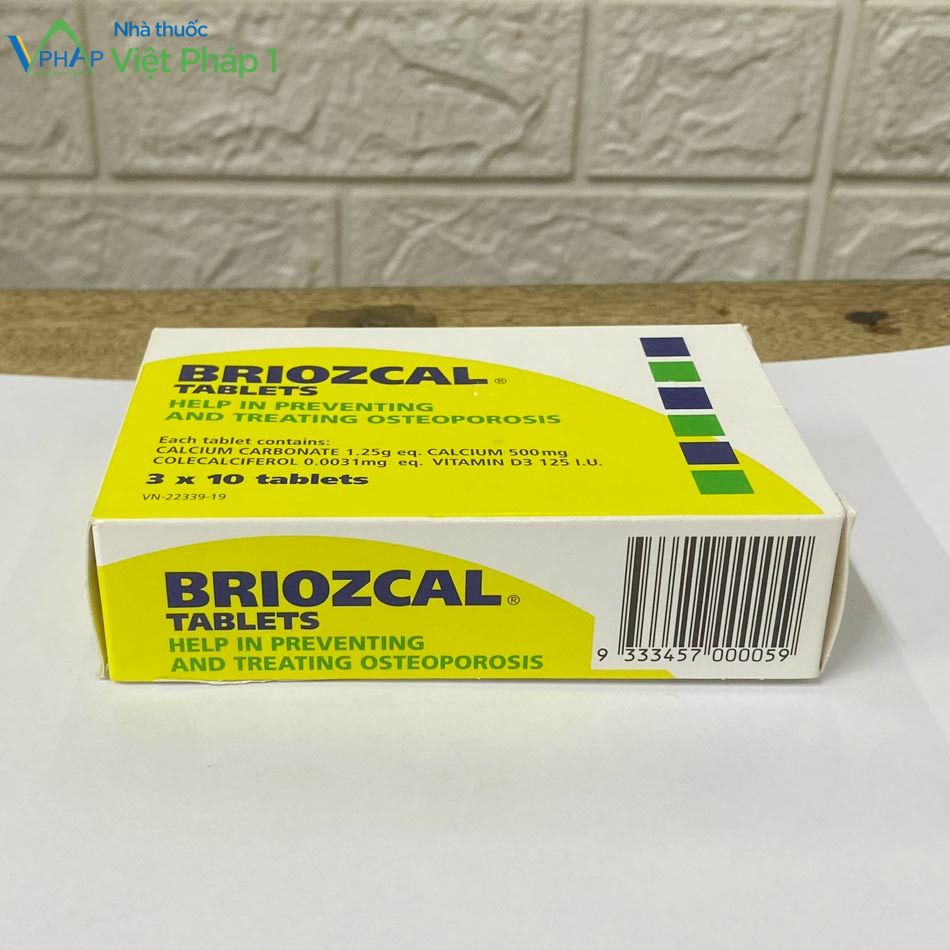 Nhà thuốc
VPHAP Việt Pháp 1
BRIOZCAL ®
TABLETS
HELP IN PREVENTING
AND TREATING OSTEOPOROSIS
Each tablet contains:
CALCIUM CARBONATE 1.25g eq. CALCIUM 500mg
COLECALCIFEROL 0.0031mg eq. VITAMIN D3 125 I.U.
3 x 10 tablets
VN-22339-19
BRIOZCAL ®
TABLETS
HELP IN PREVENTING
AND TREATING OSTEOPOROSIS
9 333457 000059